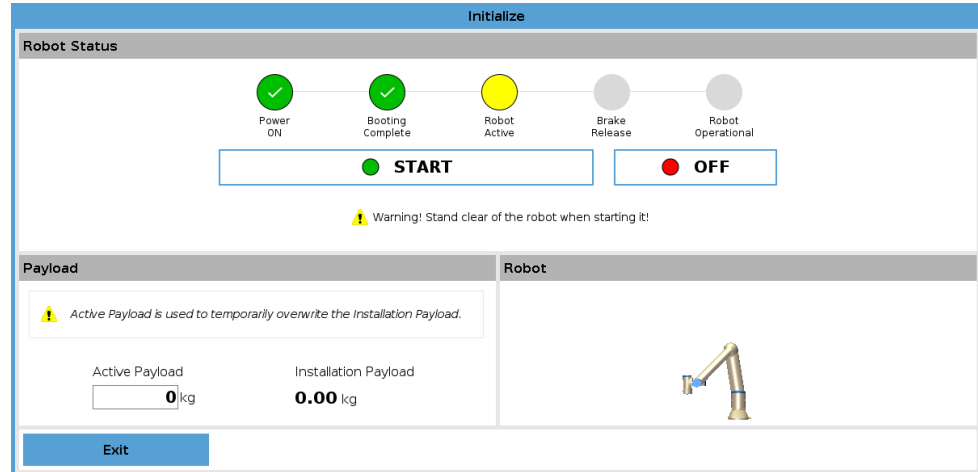 Initialize
Robot Status
Power
ON
Booting
Complete
Robot
Active
Brake
Release
Robot
Operational
START
OFF
Warning! Stand clear of the robot when starting it!
Payload
Active Payload is used to temporarily overwrite the Installation Payload.
Active Payload
Installation Payload
0 kg
0.00 kg
Robot
Exit